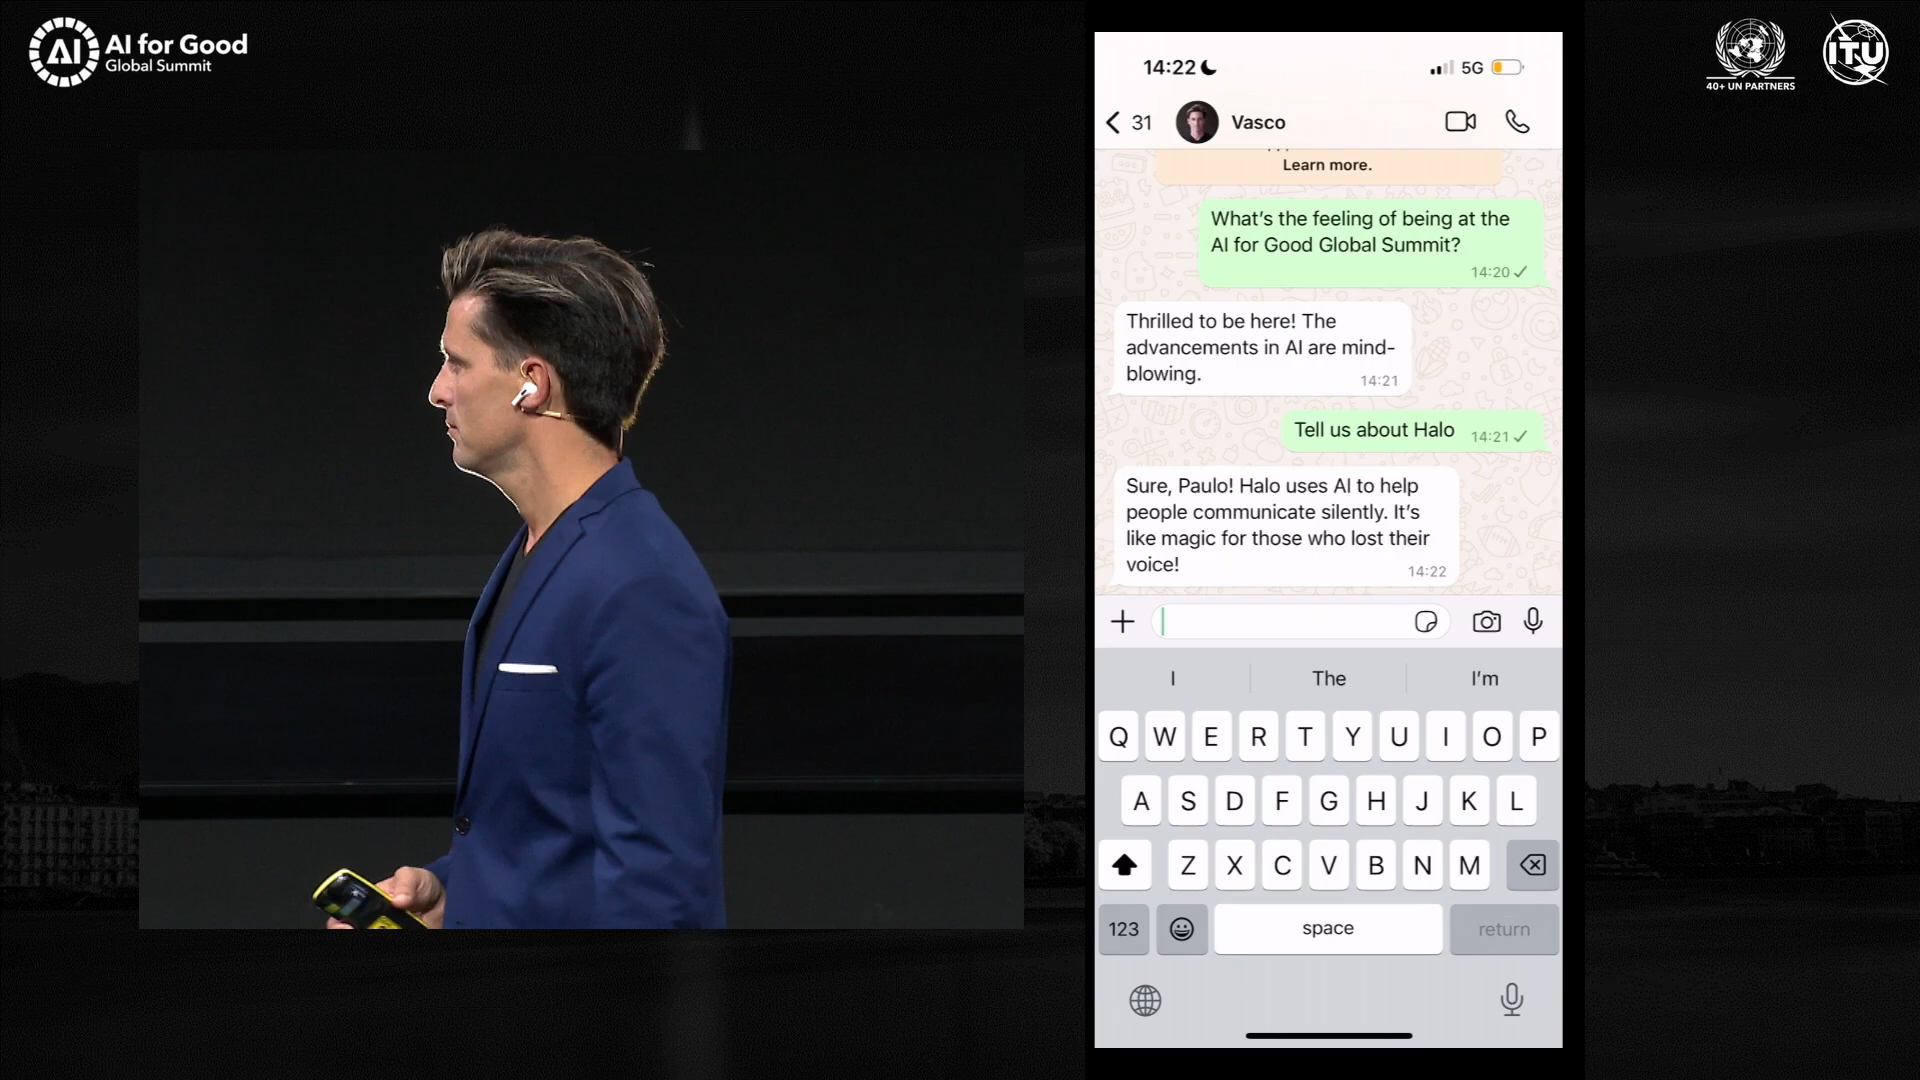 AI
AI for Good
Global Summit
40+ UN PARTNERS
ITU
14:22
5G
31
Vasco
Learn more.
What's the feeling of being at the
AI for Good Global Summit?
14:20
Thrilled to be here! The
advancements in AI are mind-
blowing.
14:21
Tell us about Halo
14:21
Sure, Paulo! Halo uses AI to help
people communicate silently. It's
like magic for those who lost their
voice!
14:22
I The I'm
Q W E R T Y U I O P
A S D F G H J K L
Z X C V B N M
123 space return